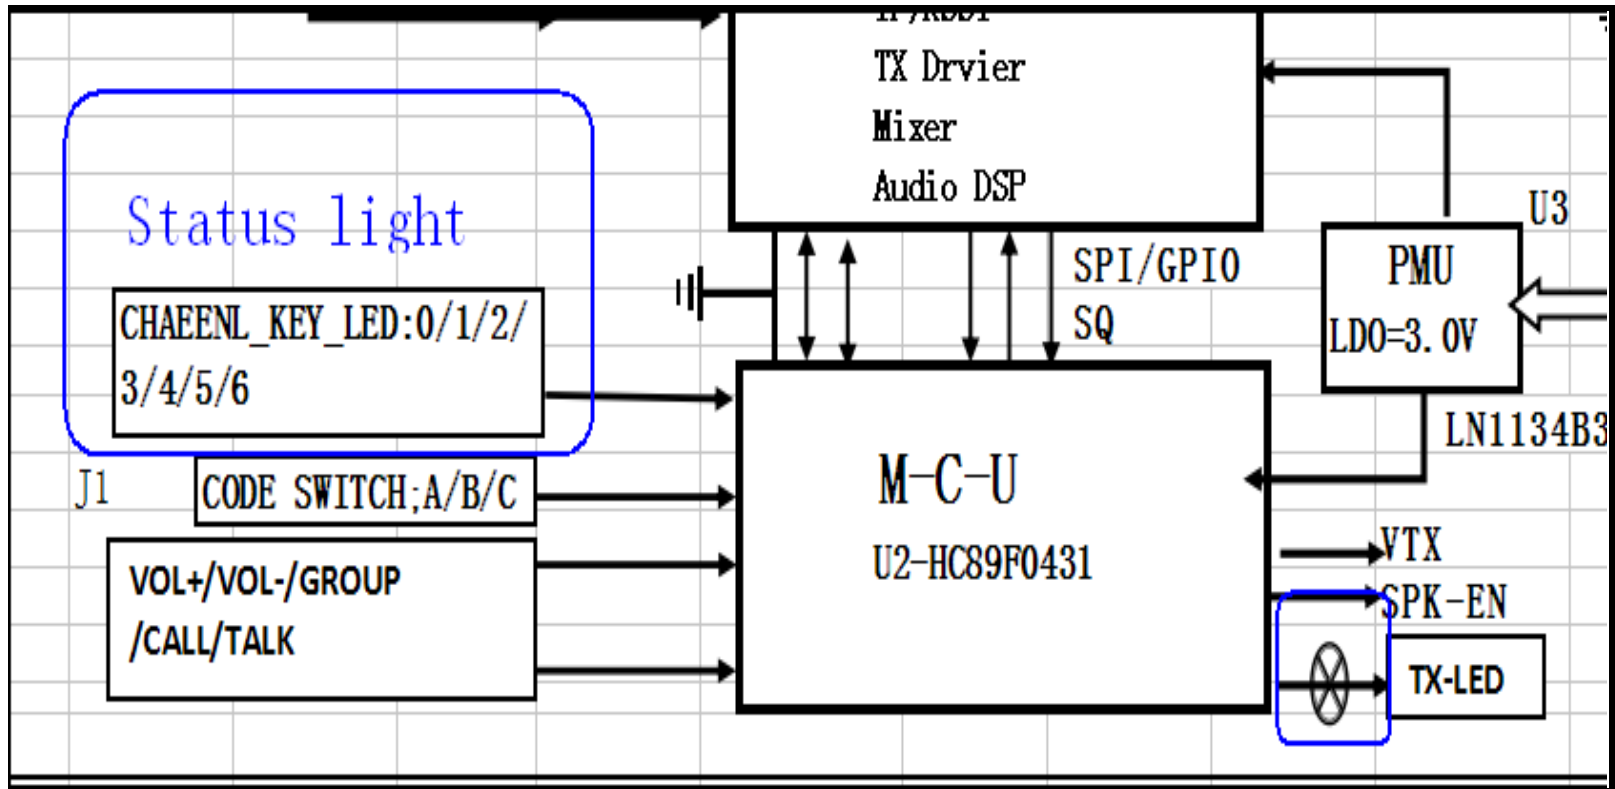 TX Drvier
Mixer
Audio DSP
Status light
CHAEENL_KEY_LED:0/1/2/
3/4/5/6
J1
CODE SWITCH;A/B/C
VOL+/VOL-/GROUP
/CALL/TALK
SPI/GPIO
SQ
U3
PMU
LDO=3.0V
LN1134B3
M-C-U
U2-HC89F0431
VTX
SPK-EN
TX-LED